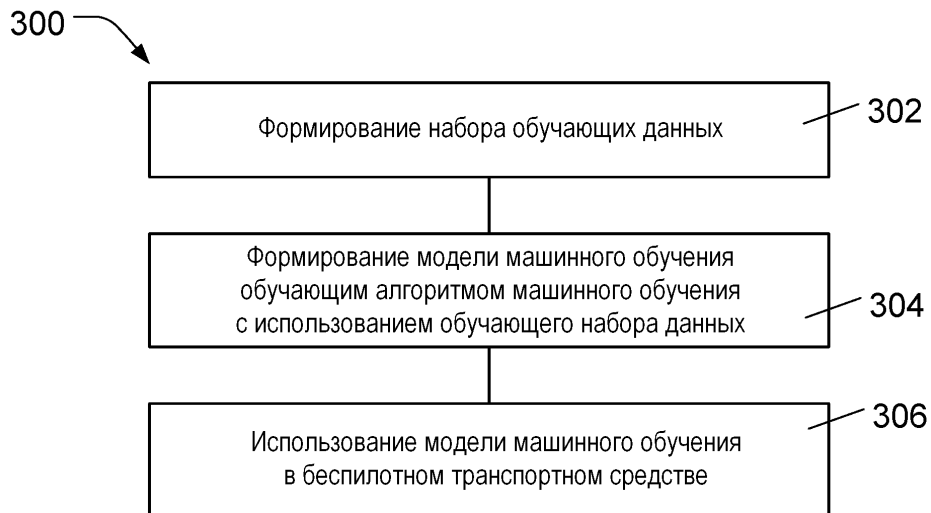 300
Формирование набора обучающих данных
302
Формирование модели машинного обучения
обучающим алгоритмом машинного обучения
с использованием обучающего набора данных
304
Использование модели машинного обучения
в беспилотном транспортном средстве
306